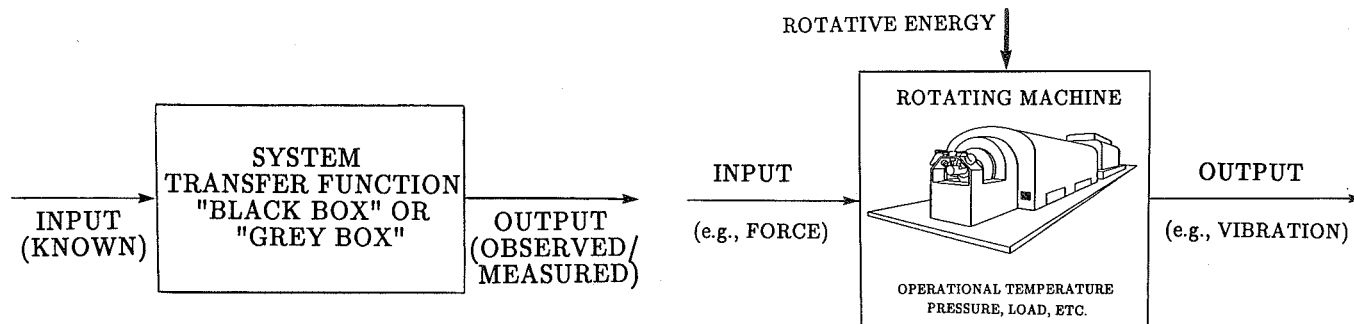 SYSTEM
TRANSFER FUNCTION
"BLACK BOX" OR
"GREY BOX"
INPUT
(KNOWN)
OUTPUT
(OBSERVED/
MEASURED)
ROTATIVE ENERGY
ROTATING MACHINE
INPUT
(e.g., FORCE)
OUTPUT
(e.g., VIBRATION)
OPERATIONAL TEMPERATURE
PRESSURE, LOAD, ETC.